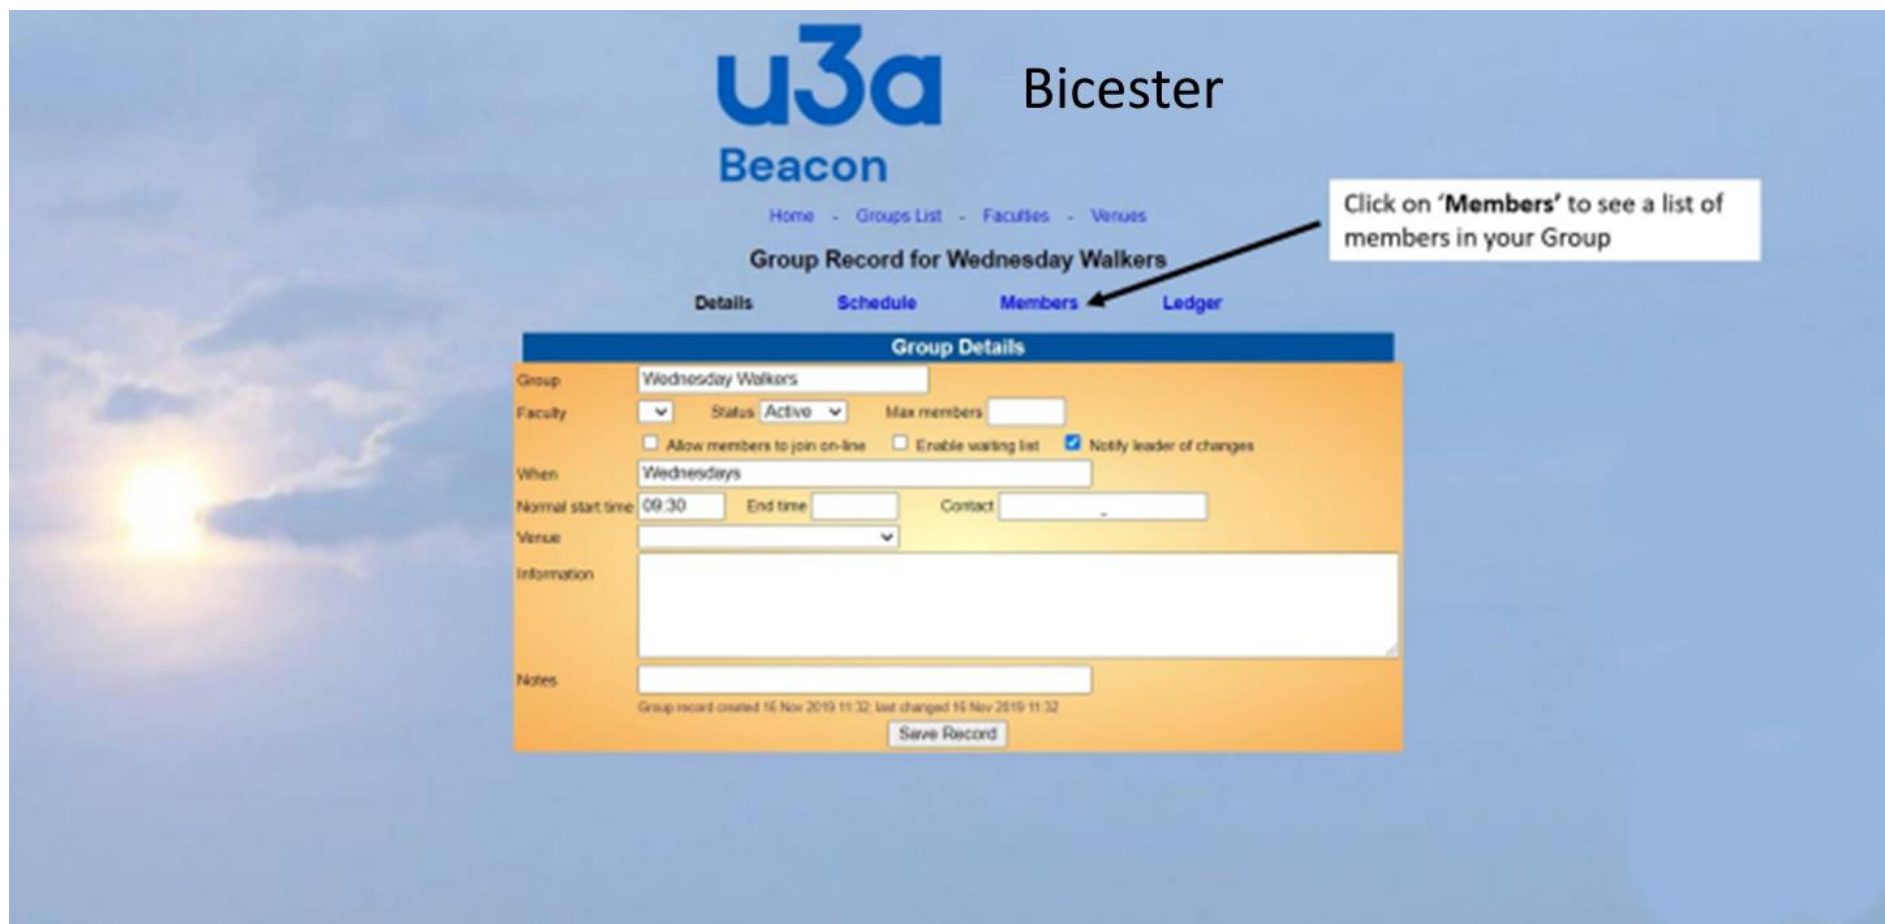 u3a Bicester
Beacon
Home - Groups List - Faculties - Venues
Click on 'Members' to see a list of
members in your Group
Group Record for Wednesday Walkers
Details Schedule Members Ledger
Group Details
Group Wednesday Walkers
Faculty Status Active Max members
Allow members to join on-line Enable waiting list Notify leader of changes
When Wednesdays
Normal start time 09:30 End time Contact -
Venue
Information
Notes
Group record created 16 Nov 2019 11:32, last changed 16 Nov 2019 11:32
Save Record